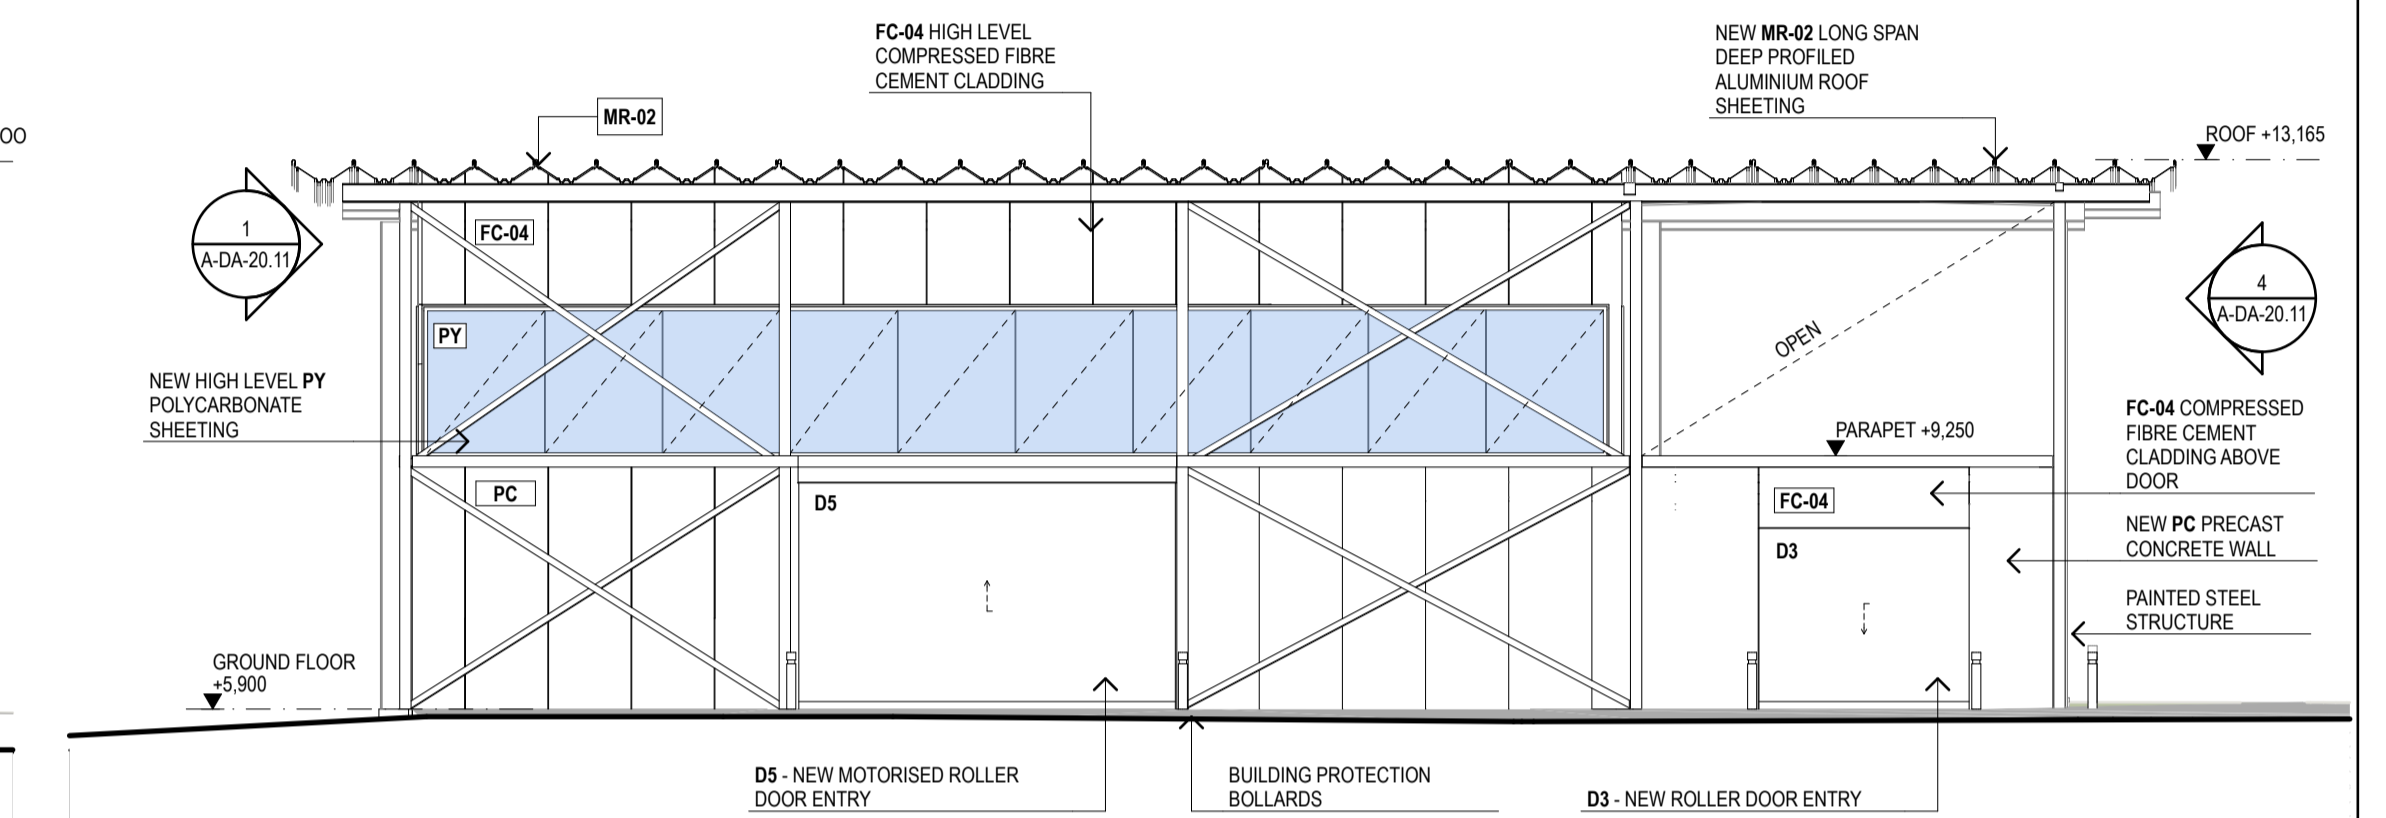 FC-04 HIGH LEVEL
COMPRESSED FIBRE
CEMENT CLADDING
NEW MR-02 LONG SPAN
DEEP PROFILED
ALUMINIUM ROOF
SHEETING
MR-02
OO
ROOF +13,165
1
A-DA-20.11
FC-04
4
A-DA-20.11
PY
OPEN
NEW HIGH LEVEL PY
POLYCARBONATE
SHEETING
PARAPET +9,250
FC-04 COMPRESSED
FIBRE CEMENT
CLADDING ABOVE
DOOR
PC
D5
FC-04
D3
NEW PC PRECAST
CONCRETE WALL
PAINTED STEEL
STRUCTURE
GROUND FLOOR
+5,900
D5 - NEW MOTORISED ROLLER
DOOR ENTRY
BUILDING PROTECTION
BOLLARDS
D3 - NEW ROLLER DOOR ENTRY